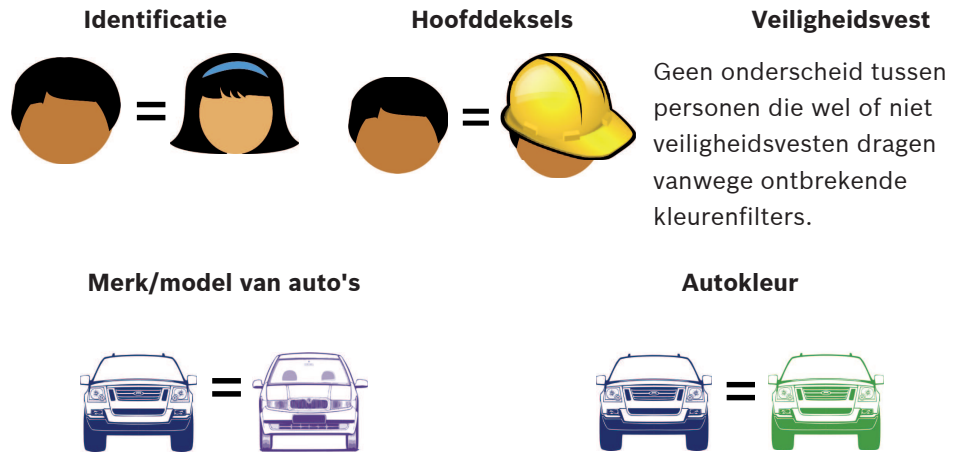 Identificatie
Hoofddeksels
Veiligheidsvest
=
=
Geen onderscheid tussen
personen die wel of niet
veiligheidsvesten dragen
vanwege ontbrekende
kleurenfilters.
Merk/model van auto's
Autokleur
=
=